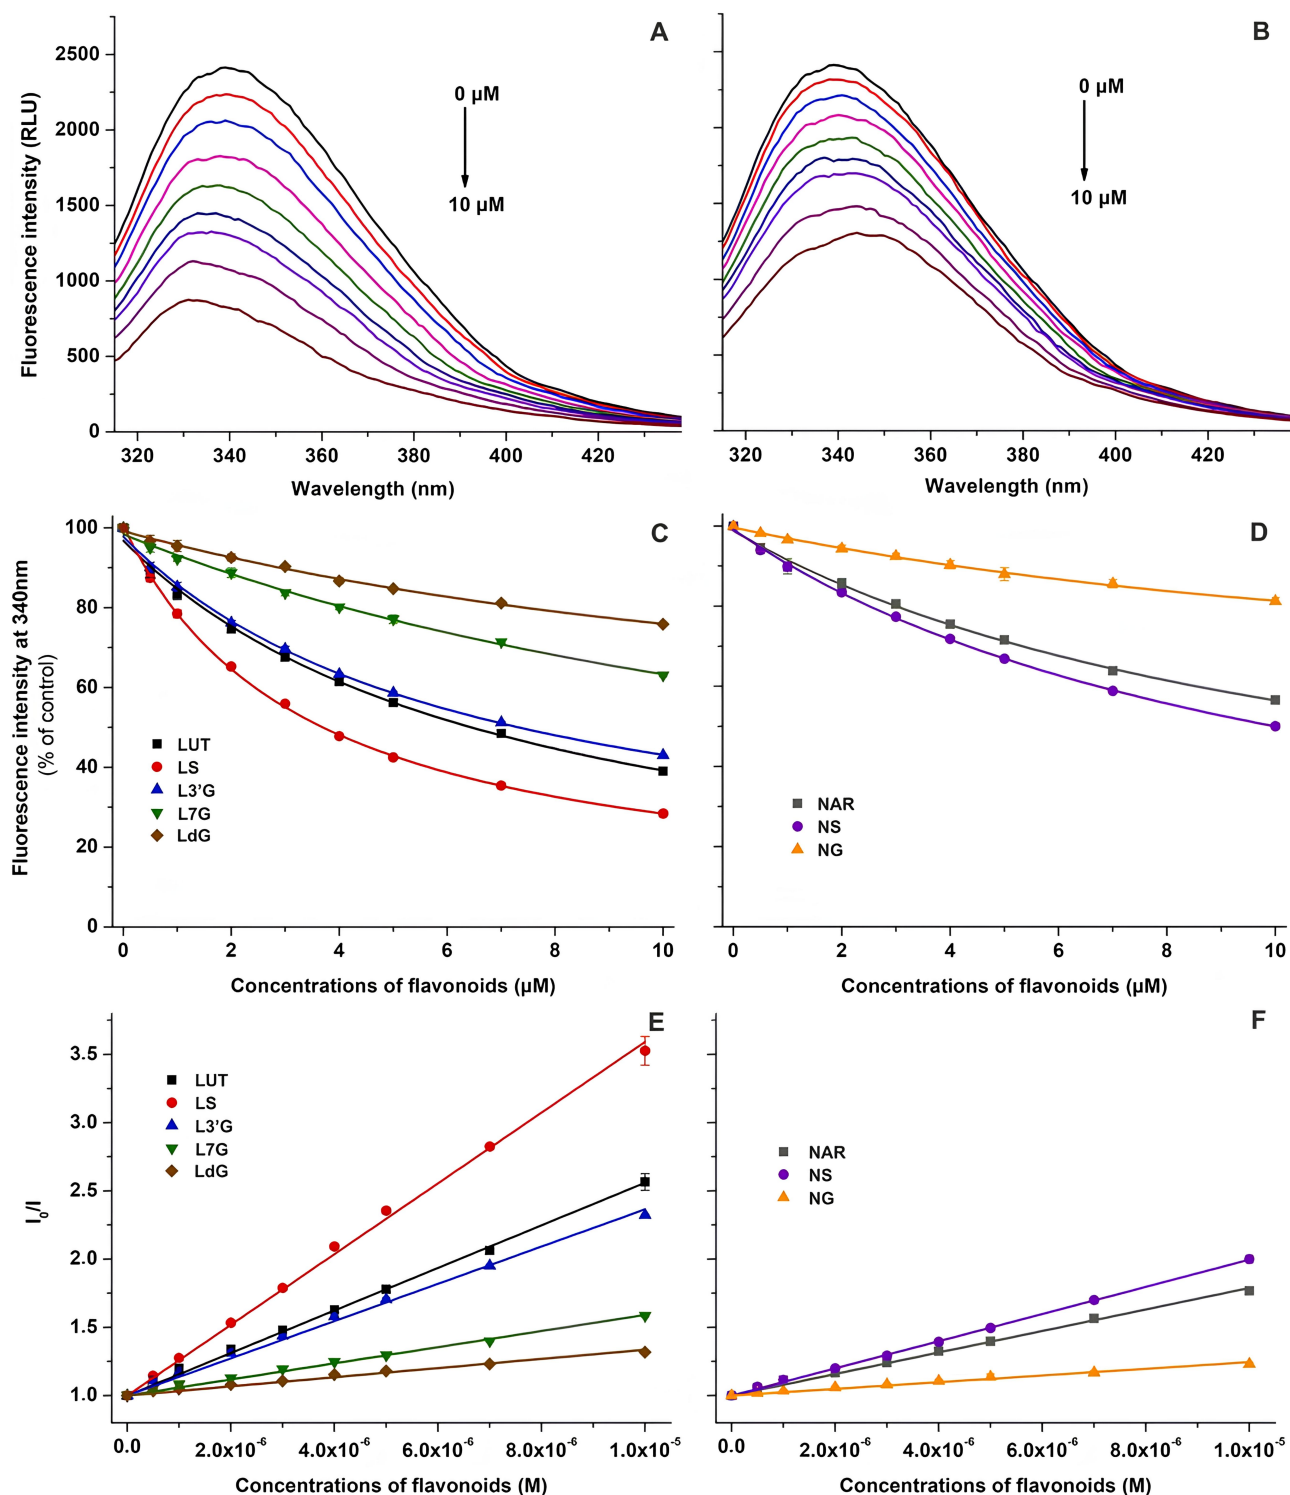 A
2500
2000
1500
1000
500
0
0 µM
10 µM
320 340 360 380 400 420
Wavelength (nm)
Fluorescence intensity (RLU)
B
0 µM
10 µM
320 340 360 380 400 420
Wavelength (nm)
C
100
80
60
40
20
0
LUT
LS
L3'G
L7G
LdG
0 2 4 6 8 10
Concentrations of flavonoids (µM)
Fluorescence intensity at 340nm
(% of control)
D
NAR
NS
NG
0 2 4 6 8 10
Concentrations of flavonoids (µM)
E
3.5
3.0
2.5
2.0
1.5
1.0
LUT
LS
L3'G
L7G
LdG
0.0 2.0x10⁻⁶ 4.0x10⁻⁶ 6.0x10⁻⁶ 8.0x10⁻⁶ 1.0x10⁻⁵
Concentrations of flavonoids (M)
I₀/I
F
NAR
NS
NG
0.0 2.0x10⁻⁶ 4.0x10⁻⁶ 6.0x10⁻⁶ 8.0x10⁻⁶ 1.0x10⁻⁵
Concentrations of flavonoids (M)